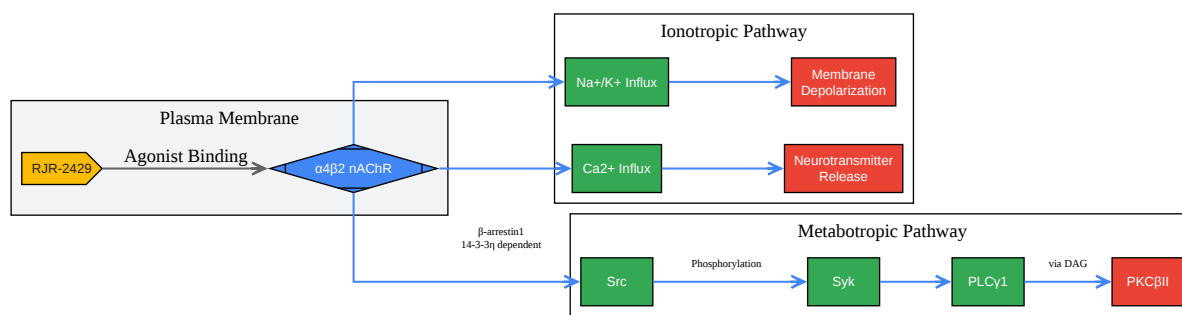 Ionotropic Pathway
Na+/K+ Influx
Membrane
Depolarization
Plasma Membrane
Agonist Binding
RJR-2429
α4β2 nAChR
Ca2+ Influx
Neurotransmitter
Release
β-arrestin1
14-3-3η dependent
Metabotropic Pathway
Src
Phosphorylation
Syk
PLCγ1
via DAG
PKCβII